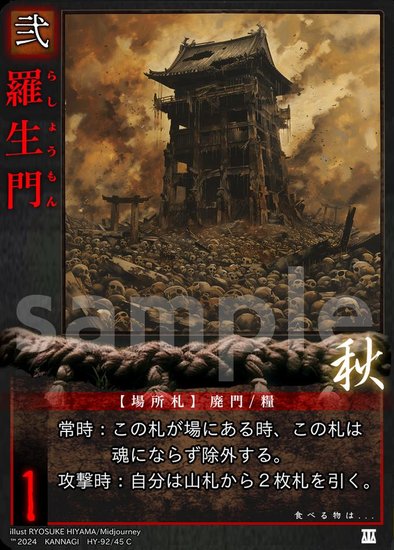 弐
羅生門
らしょうもん
sample
秋
【場所札】廃門/糧
常時：この札が場にある時、この札は
魂にならず除外する。
攻撃時：自分は山札から２枚札を引く。
1
食べる物は...
illust RYOSUKE HIYAMA/Midjourney
™2024 KANNAGI HY-92/45 C